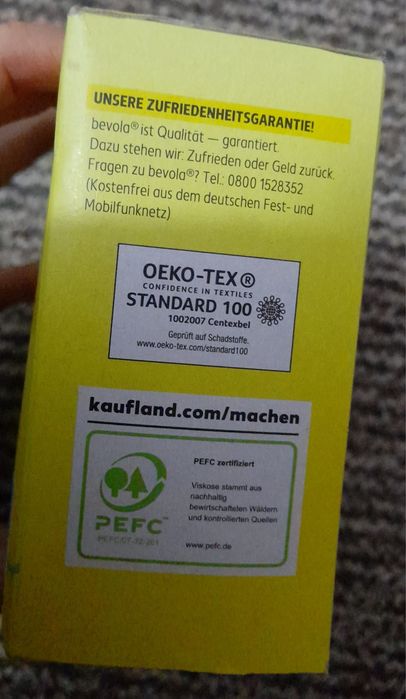 UNSERE ZUFRIEDENHEITSGARANTIE!
bevola® ist Qualität — garantiert.
Dazu stehen wir: Zufrieden oder Geld zurück.
Fragen zu bevola®? Tel.: 0800 1528352
(Kostenfrei aus dem deutschen Fest- und
Mobilfunknetz)
OEKO-TEX®
CONFIDENCE IN TEXTILES
STANDARD 100
1002007 Centexbel
Geprüft auf Schadstoffe.
www.oeko-tex.com/standard100
kaufland.com/machen
PEFC zertifiziert
Viskose stammt aus
nachhaltig
bewirtschafteten Wäldern
und kontrollierten Quellen
www.pefc.de
PEFC™